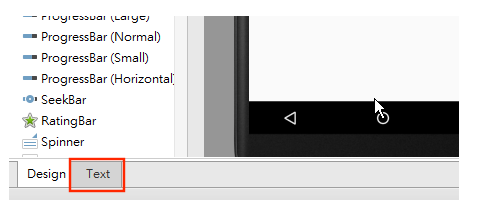 ProgressBar (Large)
ProgressBar (Normal)
ProgressBar (Small)
ProgressBar (Horizontal)
SeekBar
RatingBar
Spinner
Design
Text